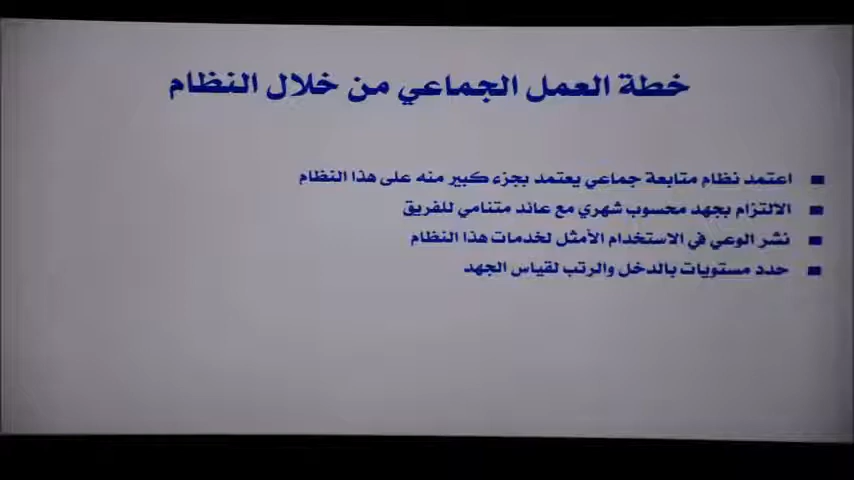 خطة العمل الجماعي من خلال النظام
■ اعتمد نظام متابعة جماعي يعتمد بجزء كبير منه على هذا النظام
■ الالتزام بجهد محسوب شهري مع عائد متنامي للفريق
■ نشر الوعي في الاستخدام الأمثل لخدمات هذا النظام
■ حدد مستويات بالدخل والرتب لقياس الجهد